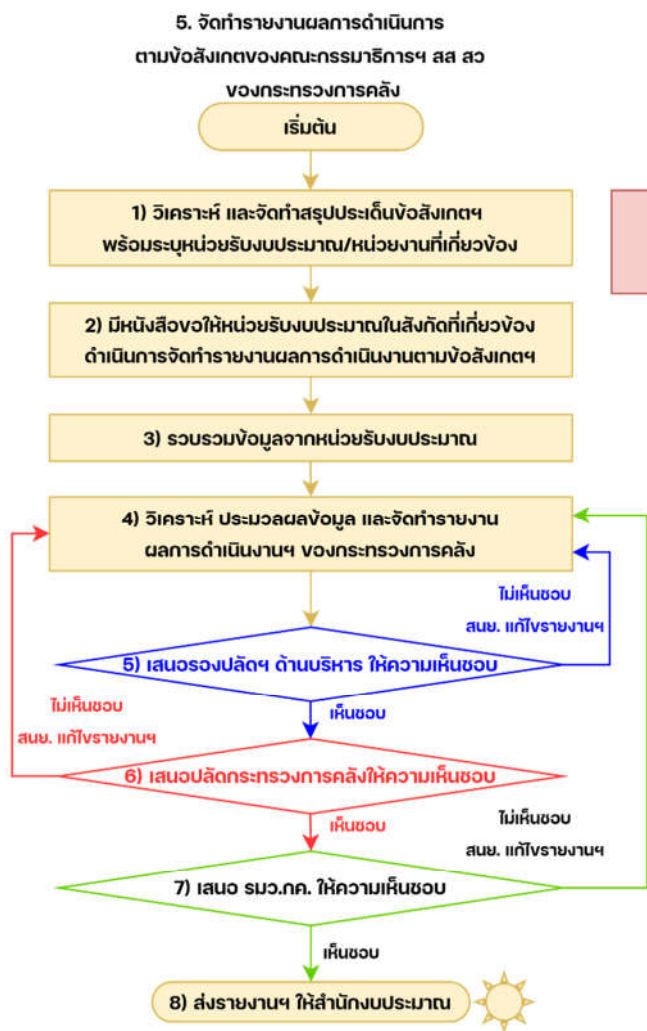 5. จัดทำรายงานผลการดำเนินการ
ตามข้อสังเกตของคณะกรรมาธิการฯ สส สว
ของกระทรวงการคลัง
เริ่มต้น
1) วิเคราะห์ และจัดทำสรุปประเด็นข้อสังเกตฯ
พร้อมระบุหน่วยรับงบประมาณ/หน่วยงานที่เกี่ยวข้อง
2) มีหนังสือขอให้หน่วยรับงบประมาณในสังกัดที่เกี่ยวข้อง
ดำเนินการจัดทำรายงานผลการดำเนินงานตามข้อสังเกตฯ
3) รวบรวมข้อมูลจากหน่วยรับงบประมาณ
4) วิเคราะห์ ประมวลผลข้อมูล และจัดทำรายงาน
ผลการดำเนินงานฯ ของกระทรวงการคลัง
ไม่เห็นชอบ
สนย. แก้ไขรายงานฯ
5) เสนอรองปลัดฯ ด้านบริหาร ให้ความเห็นชอบ
ไม่เห็นชอบ
สนย. แก้ไขรายงานฯ
เห็นชอบ
6) เสนอปลัดกระทรวงการคลังให้ความเห็นชอบ
เห็นชอบ
ไม่เห็นชอบ
สนย. แก้ไขรายงานฯ
7) เสนอ รมว.กค. ให้ความเห็นชอบ
เห็นชอบ
8) ส่งรายงานฯ ให้สำนักงบประมาณ